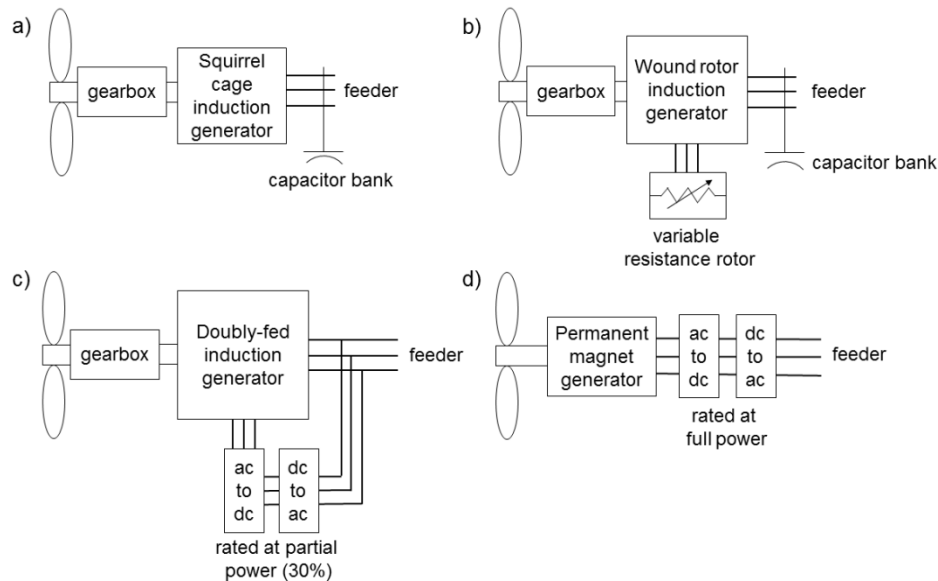 a)
gearbox
Squirrel
cage
induction
generator
feeder
capacitor bank
b)
gearbox
Wound rotor
induction
generator
feeder
capacitor bank
variable
resistance rotor
c)
gearbox
Doubly-fed
induction
generator
feeder
ac
to
dc
dc
to
ac
rated at partial
power (30%)
d)
Permanent
magnet
generator
ac
to
dc
dc
to
ac
feeder
rated at
full power